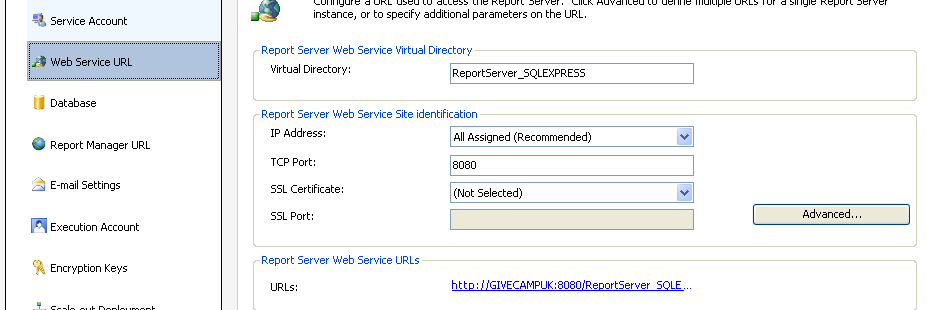 Configure a URL used to access the Report Server. Click Advanced to define multiple URLs for a single Report Server
instance, or to specify additional parameters on the URL.
Service Account
Web Service URL
Database
Report Manager URL
E-mail Settings
Execution Account
Encryption Keys
Scale-out Deployment
Report Server Web Service Virtual Directory
Virtual Directory: ReportServer_SQLEXPRESS
Report Server Web Service Site identification
IP Address: All Assigned (Recommended)
TCP Port: 8080
SSL Certificate: (Not Selected)
SSL Port:
Advanced...
Report Server Web Service URLs
URLs: http://GIVECAMPUK:8080/ReportServer_SQLE...